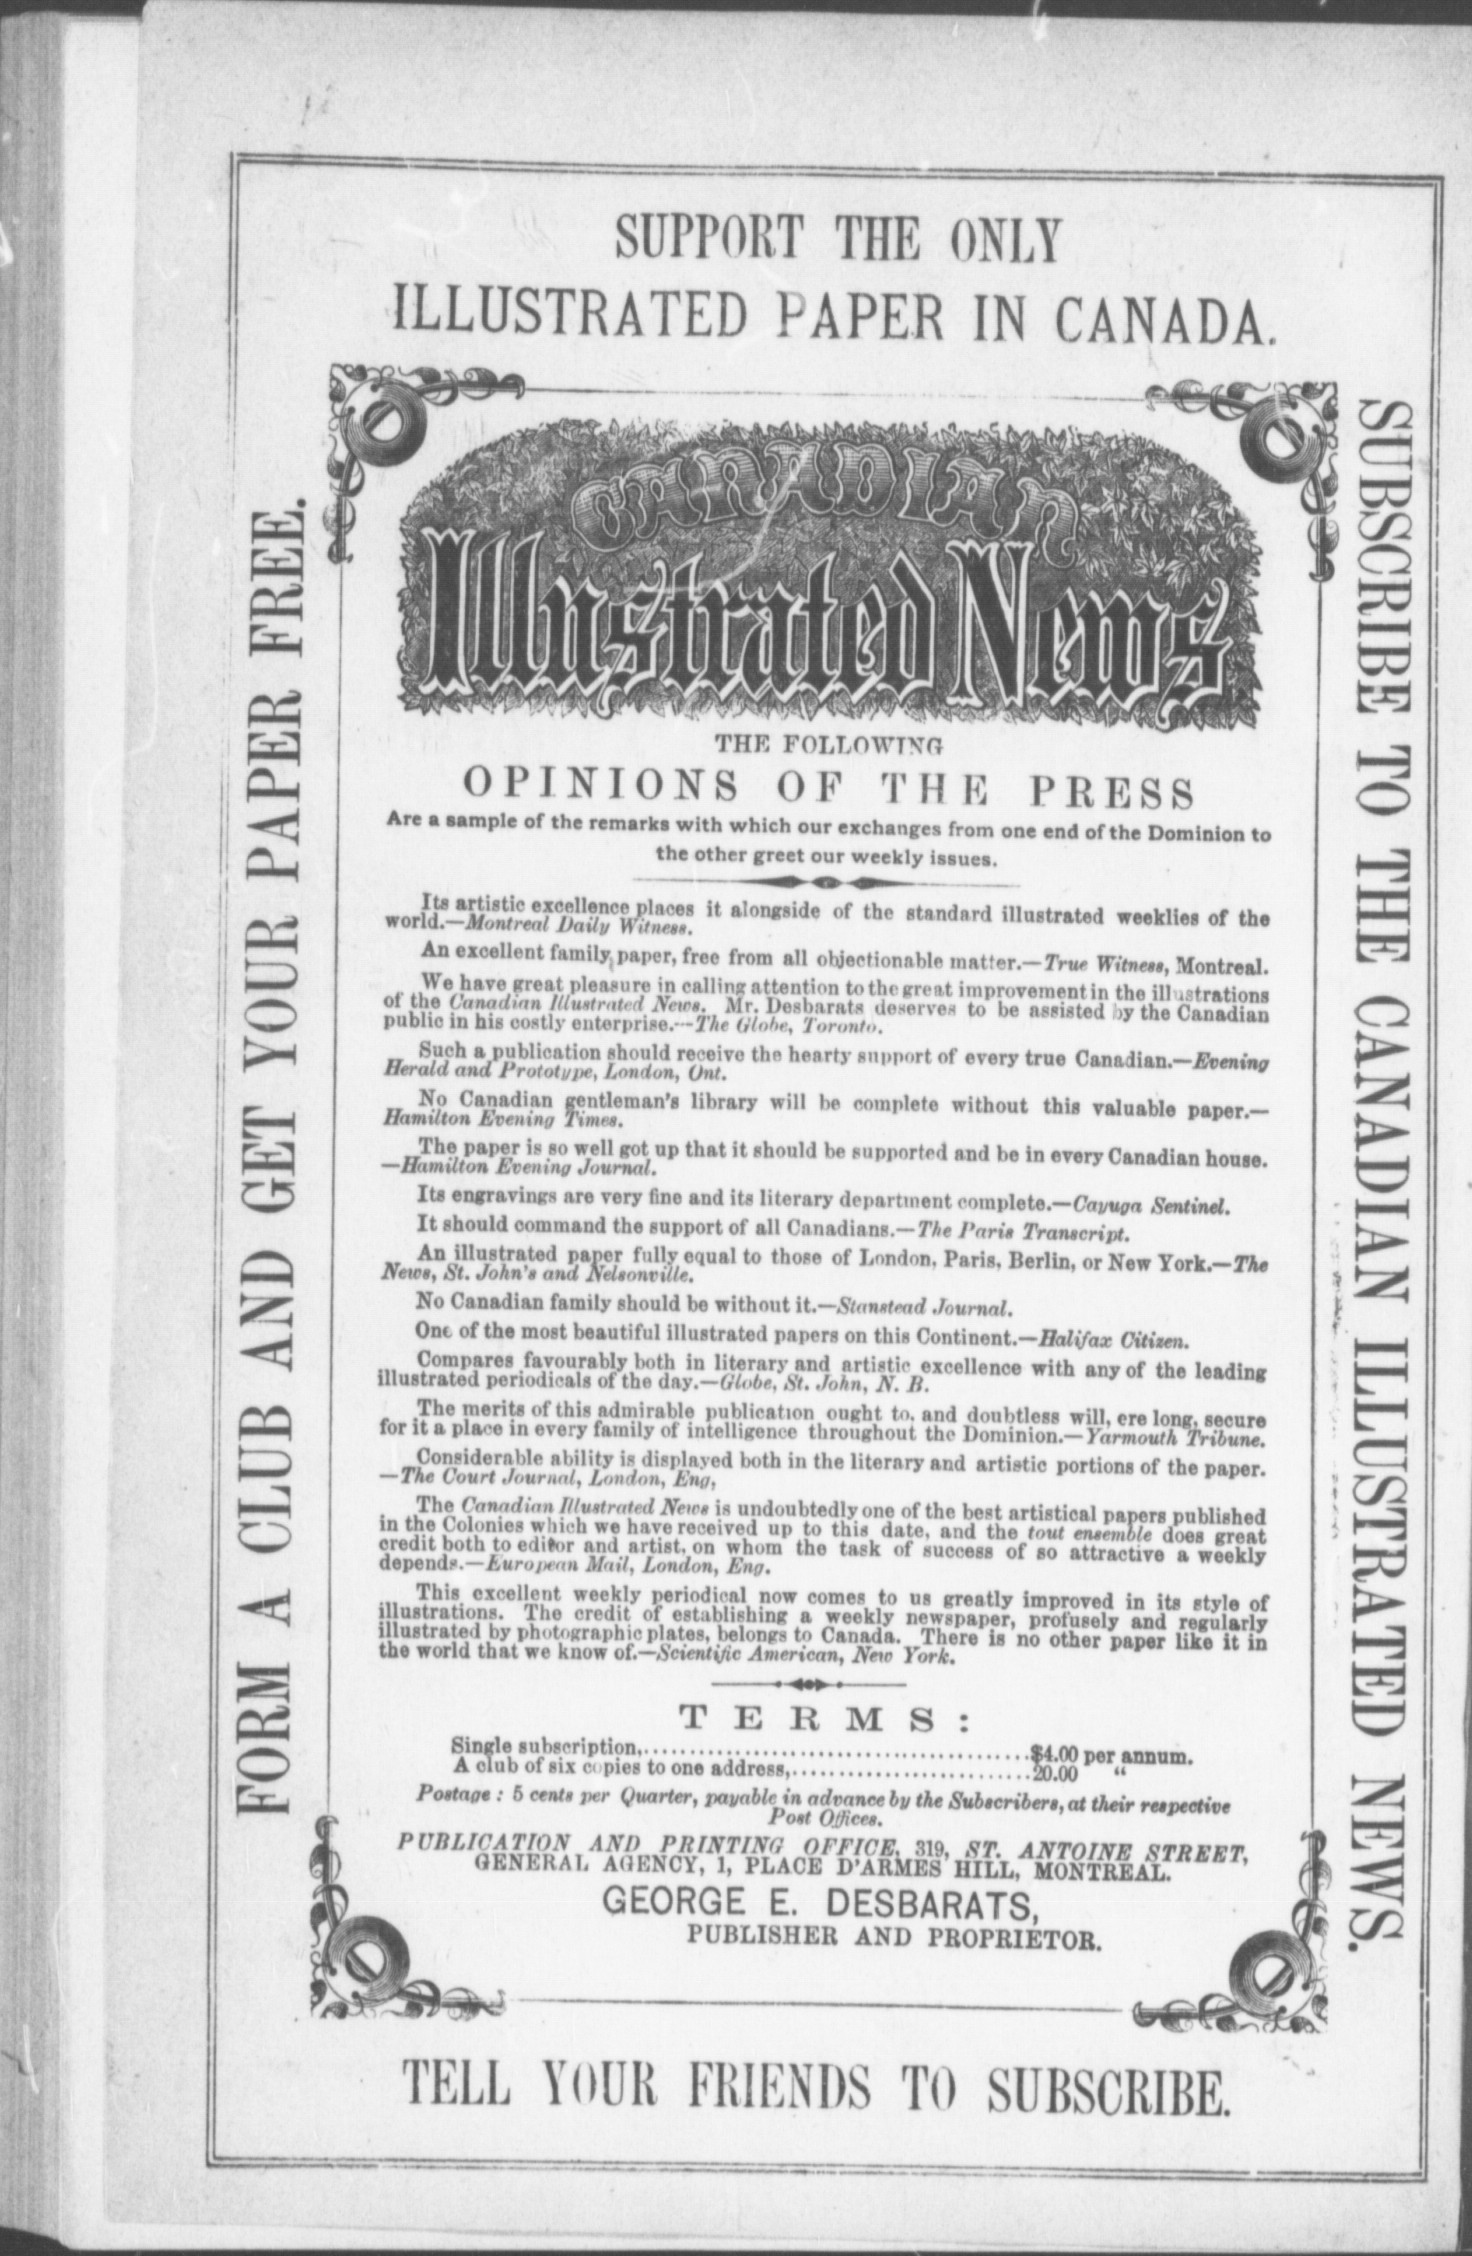 SUPPORT THE ONLY
ILLUSTRATED PAPER IN CANADA.
FORM A CLUB AND GET YOUR PAPER FREE.
SUBSCRIBE TO THE CANADIAN ILLUSTRATED NEWS.
CANADIAN
Illustrated News
THE FOLLOWING
OPINIONS OF THE PRESS
Are a sample of the remarks with which our exchanges from one end of the Dominion to
the other greet our weekly issues.
Its artistic excellence places it alongside of the standard illustrated weeklies of the
world.—Montreal Daily Witness.
An excellent family paper, free from all objectionable matter.—True Witness, Montreal.
We have great pleasure in calling attention to the great improvement in the illustrations
of the Canadian Illustrated News. Mr. Desbarats deserves to be assisted by the Canadian
public in his costly enterprise.—The Globe, Toronto.
Such a publication should receive the hearty support of every true Canadian.—Evening
Herald and Prototype, London, Ont.
No Canadian gentleman's library will be complete without this valuable paper.—
Hamilton Evening Times.
The paper is so well got up that it should be supported and be in every Canadian house.
—Hamilton Evening Journal.
Its engravings are very fine and its literary department complete.—Cayuga Sentinel.
It should command the support of all Canadians.—The Paris Transcript.
An illustrated paper fully equal to those of London, Paris, Berlin, or New York.—The
News, St. John's and Nelsonville.
No Canadian family should be without it.—Stanstead Journal.
One of the most beautiful illustrated papers on this Continent.—Halifax Citizen.
Compares favourably both in literary and artistic excellence with any of the leading
illustrated periodicals of the day.—Globe, St. John, N. B.
The merits of this admirable publication ought to, and doubtless will, ere long, secure
for it a place in every family of intelligence throughout the Dominion.—Yarmouth Tribune.
Considerable ability is displayed both in the literary and artistic portions of the paper.
—The Court Journal, London, Eng,
The Canadian Illustrated News is undoubtedly one of the best artistical papers published
in the Colonies which we have received up to this date, and the tout ensemble does great
credit both to editor and artist, on whom the task of success of so attractive a weekly
depends.—European Mail, London, Eng.
This excellent weekly periodical now comes to us greatly improved in its style of
illustrations. The credit of establishing a weekly newspaper, profusely and regularly
illustrated by photographic plates, belongs to Canada. There is no other paper like it in
the world that we know of.—Scientific American, New York.
TERMS:
Single subscription,..........................................$4.00 per annum.
A club of six copies to one address,..........................20.00 “
Postage : 5 cents per Quarter, payable in advance by the Subscribers, at their respective
Post Offices.
PUBLICATION AND PRINTING OFFICE, 319, ST. ANTOINE STREET,
GENERAL AGENCY, 1, PLACE D'ARMES HILL, MONTREAL.
GEORGE E. DESBARATS,
PUBLISHER AND PROPRIETOR.
TELL YOUR FRIENDS TO SUBSCRIBE.